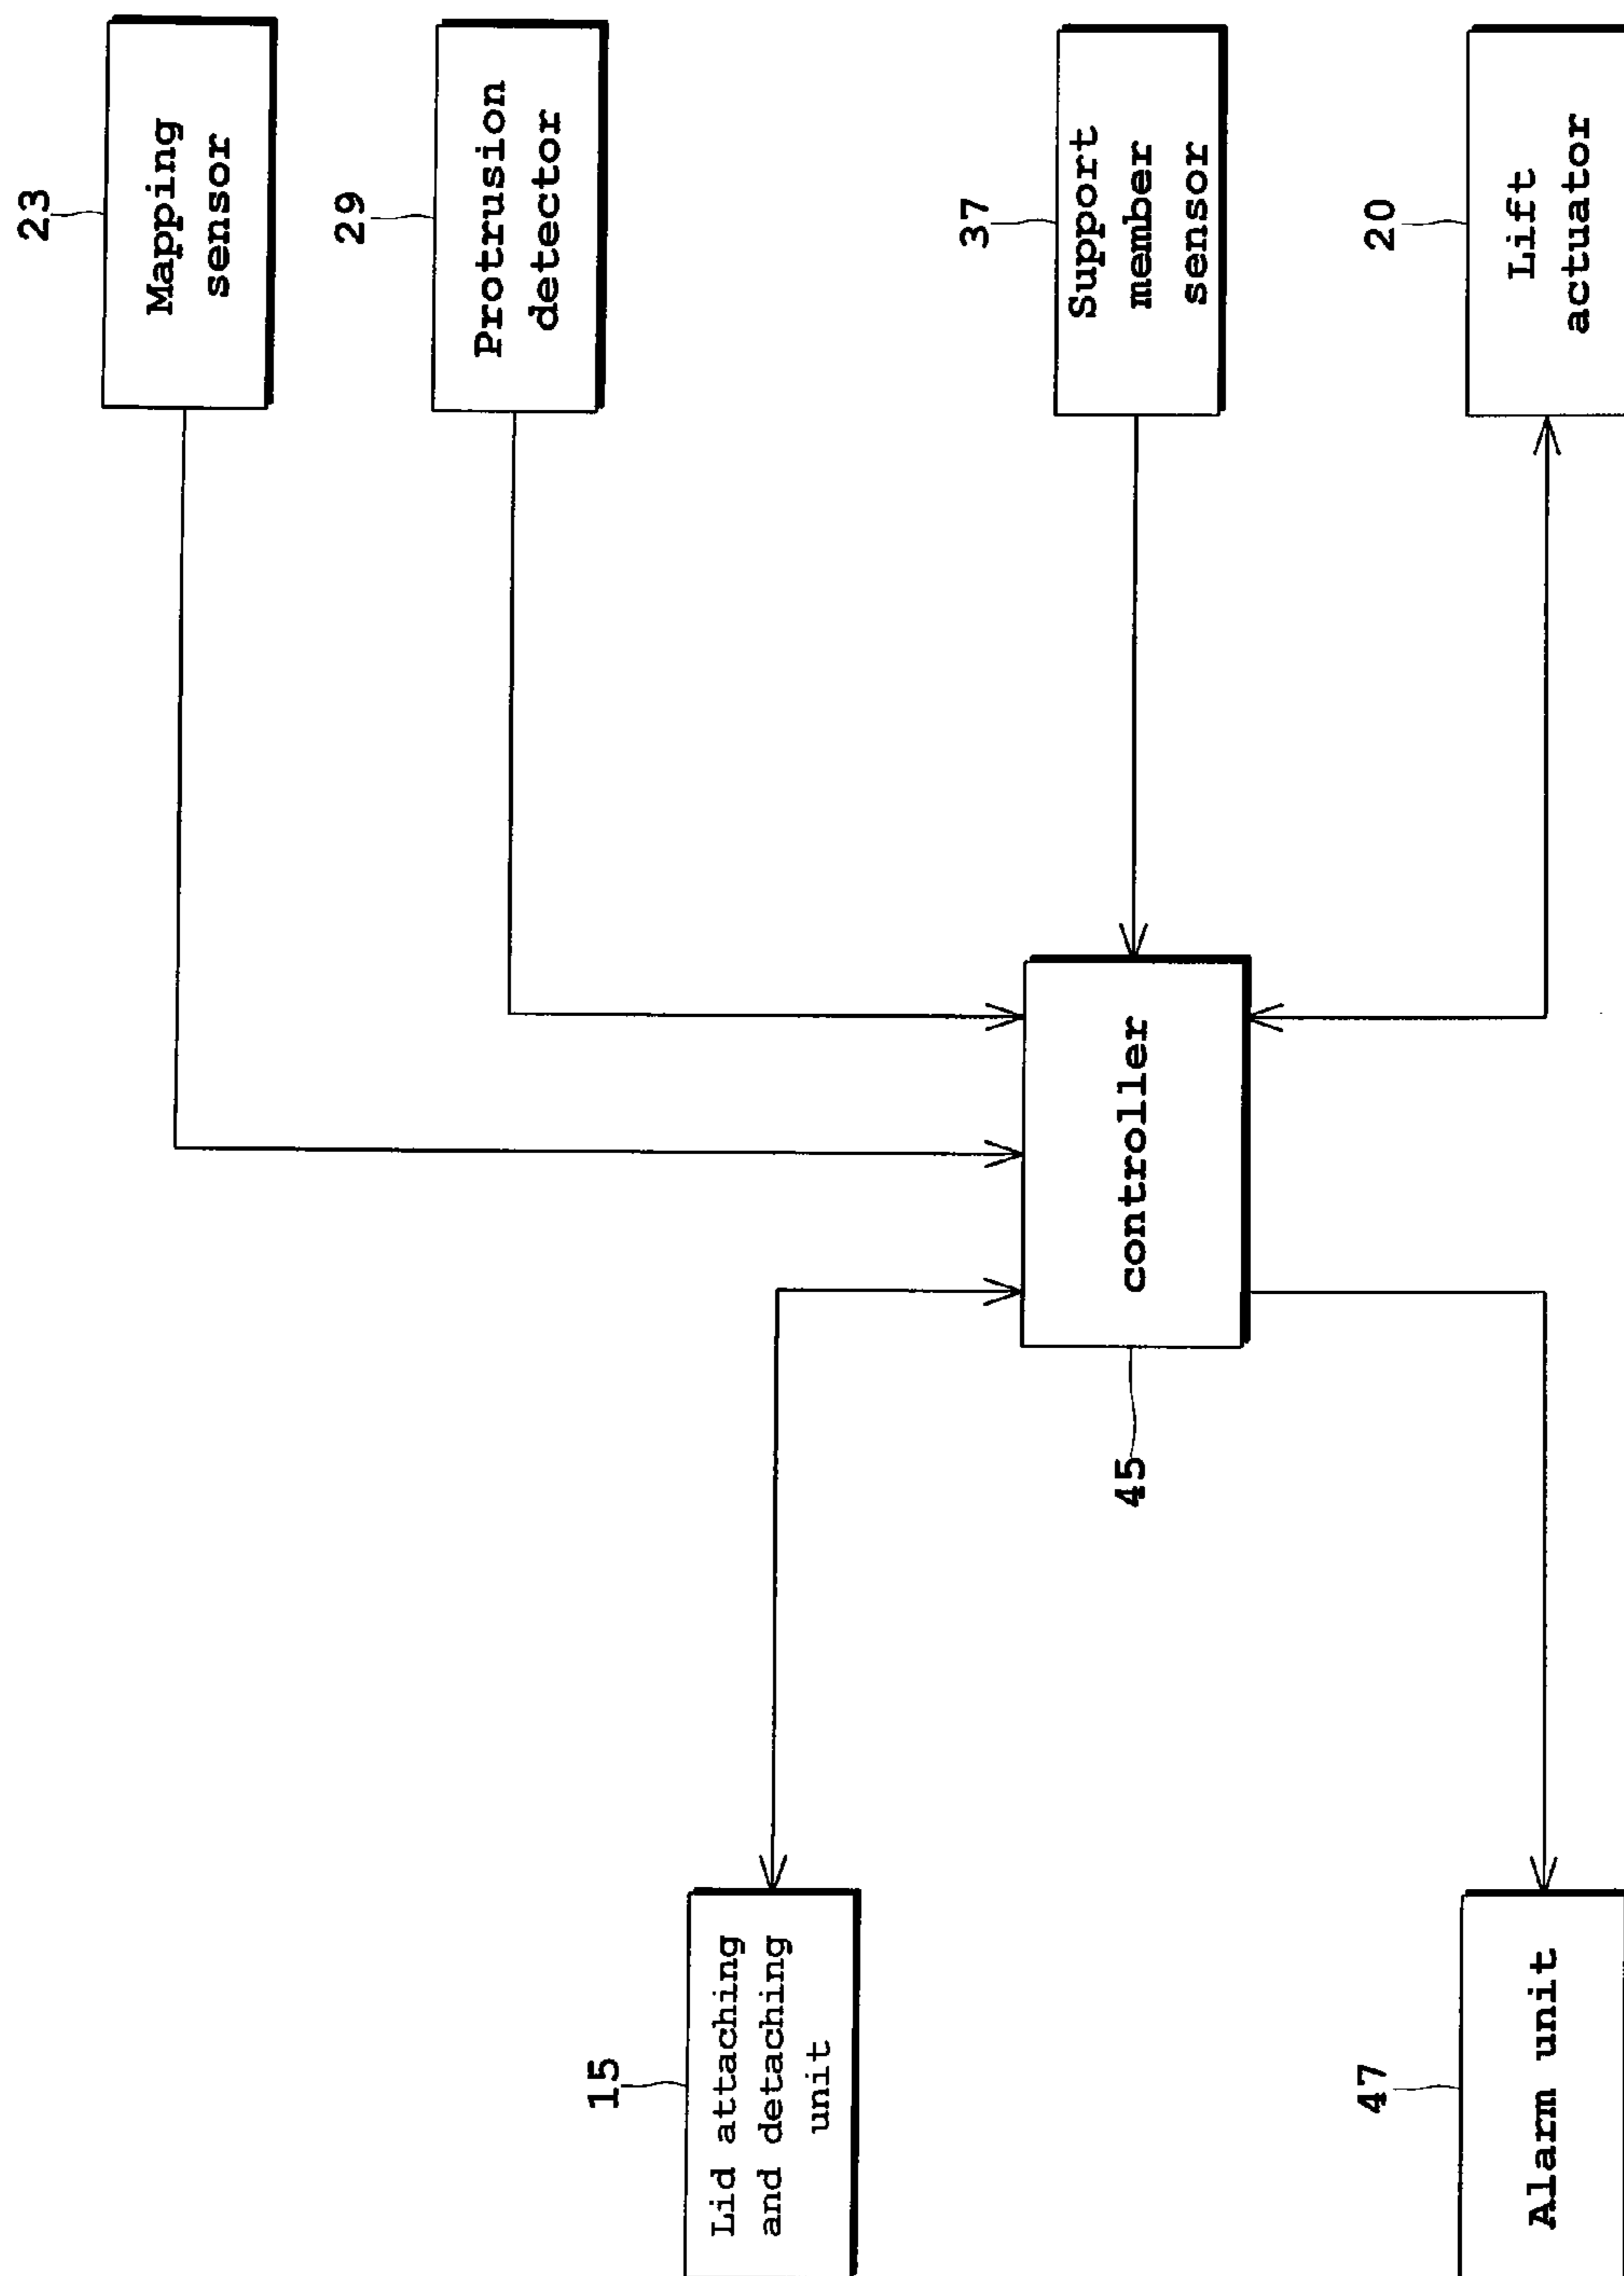 23
Mapping
sensor
29
Protrusion
detector
15
Lid attaching
and detaching
unit
45
controller
37
Support
member
sensor
47
Alarm unit
20
Lift
actuator